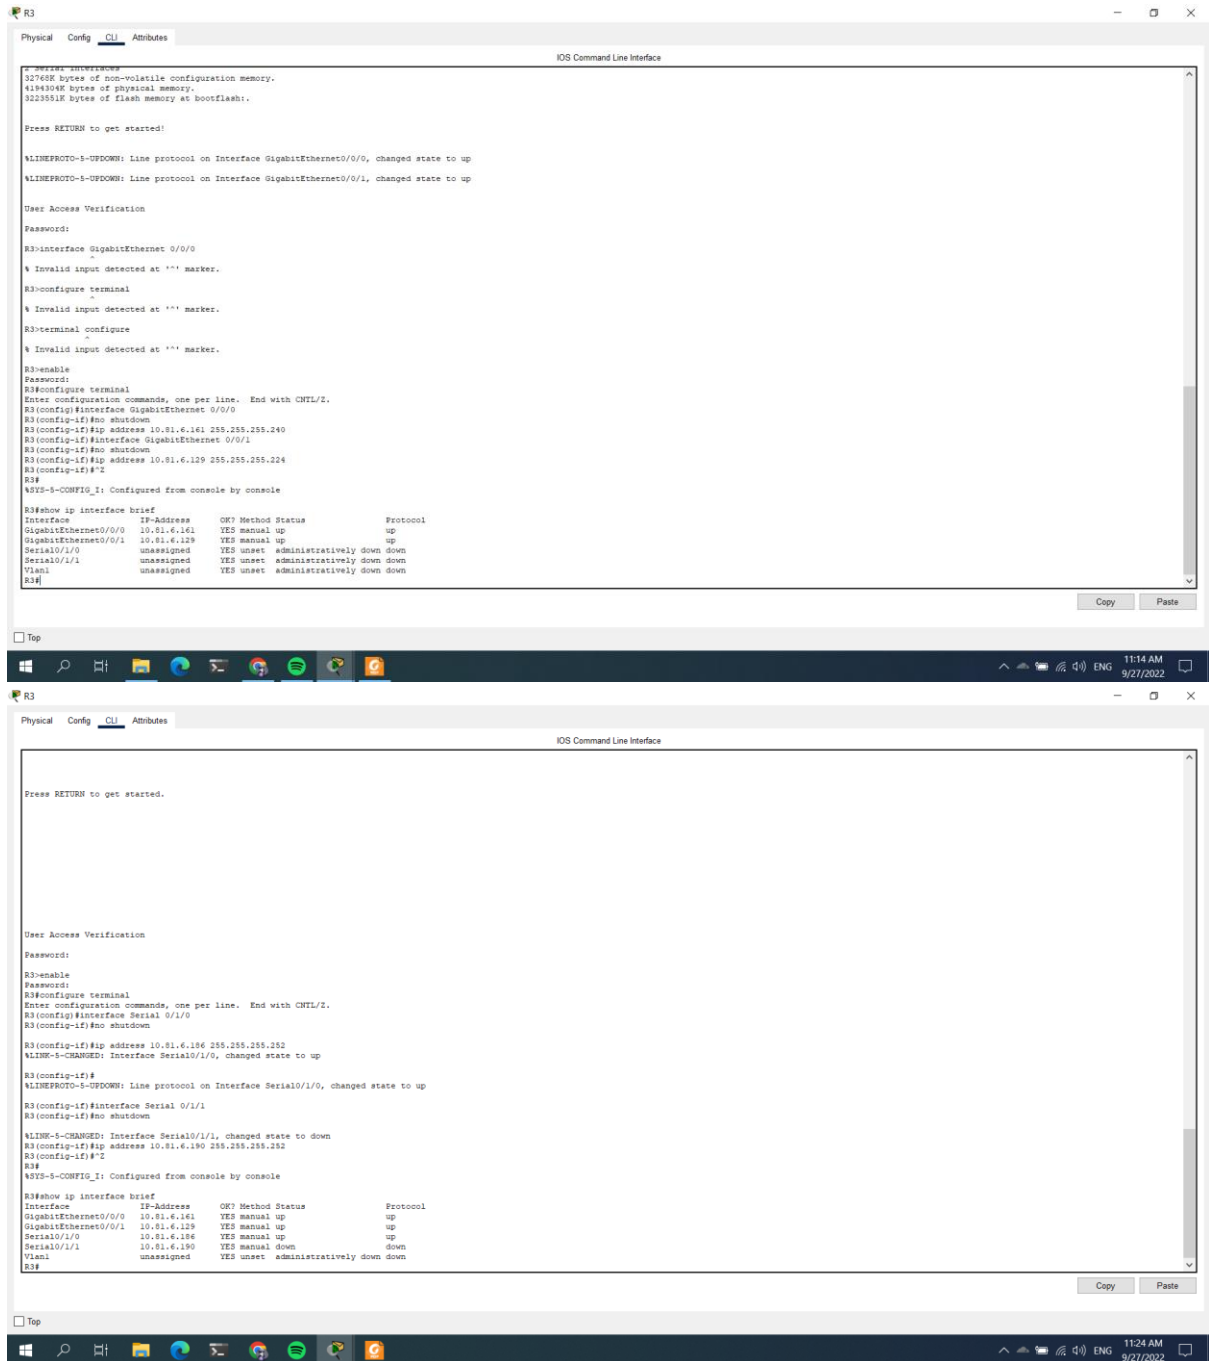 R3
Physical Config CLI Attributes
IOS Command Line Interface
2 Serial interfaces
32768K bytes of non-volatile configuration memory.
4194304K bytes of physical memory.
3223551K bytes of flash memory at bootflash:.
Press RETURN to get started!
%LINEPROTO-5-UPDOWN: Line protocol on Interface GigabitEthernet0/0/0, changed state to up
%LINEPROTO-5-UPDOWN: Line protocol on Interface GigabitEthernet0/0/1, changed state to up
User Access Verification
Password:
R3>interface GigabitEthernet 0/0/0
^
% Invalid input detected at '^' marker.
R3>configure terminal
^
% Invalid input detected at '^' marker.
R3>terminal configure
^
% Invalid input detected at '^' marker.
R3>enable
Password:
R3#configure terminal
Enter configuration commands, one per line. End with CNTL/Z.
R3(config)#interface GigabitEthernet 0/0/0
R3(config-if)#no shutdown
R3(config-if)#ip address 10.81.6.161 255.255.255.240
R3(config-if)#interface GigabitEthernet 0/0/1
R3(config-if)#no shutdown
R3(config-if)#ip address 10.81.6.129 255.255.255.224
R3(config-if)#^Z
R3#
%SYS-5-CONFIG_I: Configured from console by console
R3#show ip interface brief
Interface IP-Address OK? Method Status Protocol
GigabitEthernet0/0/0 10.81.6.161 YES manual up up
GigabitEthernet0/0/1 10.81.6.129 YES manual up up
Serial0/1/0 unassigned YES unset administratively down down
Serial0/1/1 unassigned YES unset administratively down down
Vlan1 unassigned YES unset administratively down down
R3#
Copy Paste
Top
ENG 11:14 AM
9/27/2022
R3
Physical Config CLI Attributes
IOS Command Line Interface
Press RETURN to get started.
User Access Verification
Password:
R3>enable
Password:
R3#configure terminal
Enter configuration commands, one per line. End with CNTL/Z.
R3(config)#interface Serial 0/1/0
R3(config-if)#no shutdown
R3(config-if)#ip address 10.81.6.186 255.255.255.252
%LINK-5-CHANGED: Interface Serial0/1/0, changed state to up
R3(config-if)#
%LINEPROTO-5-UPDOWN: Line protocol on Interface Serial0/1/0, changed state to up
R3(config-if)#interface Serial 0/1/1
R3(config-if)#no shutdown
%LINK-5-CHANGED: Interface Serial0/1/1, changed state to down
R3(config-if)#ip address 10.81.6.190 255.255.255.252
R3(config-if)#^Z
R3#
%SYS-5-CONFIG_I: Configured from console by console
R3#show ip interface brief
Interface IP-Address OK? Method Status Protocol
GigabitEthernet0/0/0 10.81.6.161 YES manual up up
GigabitEthernet0/0/1 10.81.6.129 YES manual up up
Serial0/1/0 10.81.6.186 YES manual up up
Serial0/1/1 10.81.6.190 YES manual down down
Vlan1 unassigned YES unset administratively down down
R3#
Copy Paste
Top
ENG 11:24 AM
9/27/2022